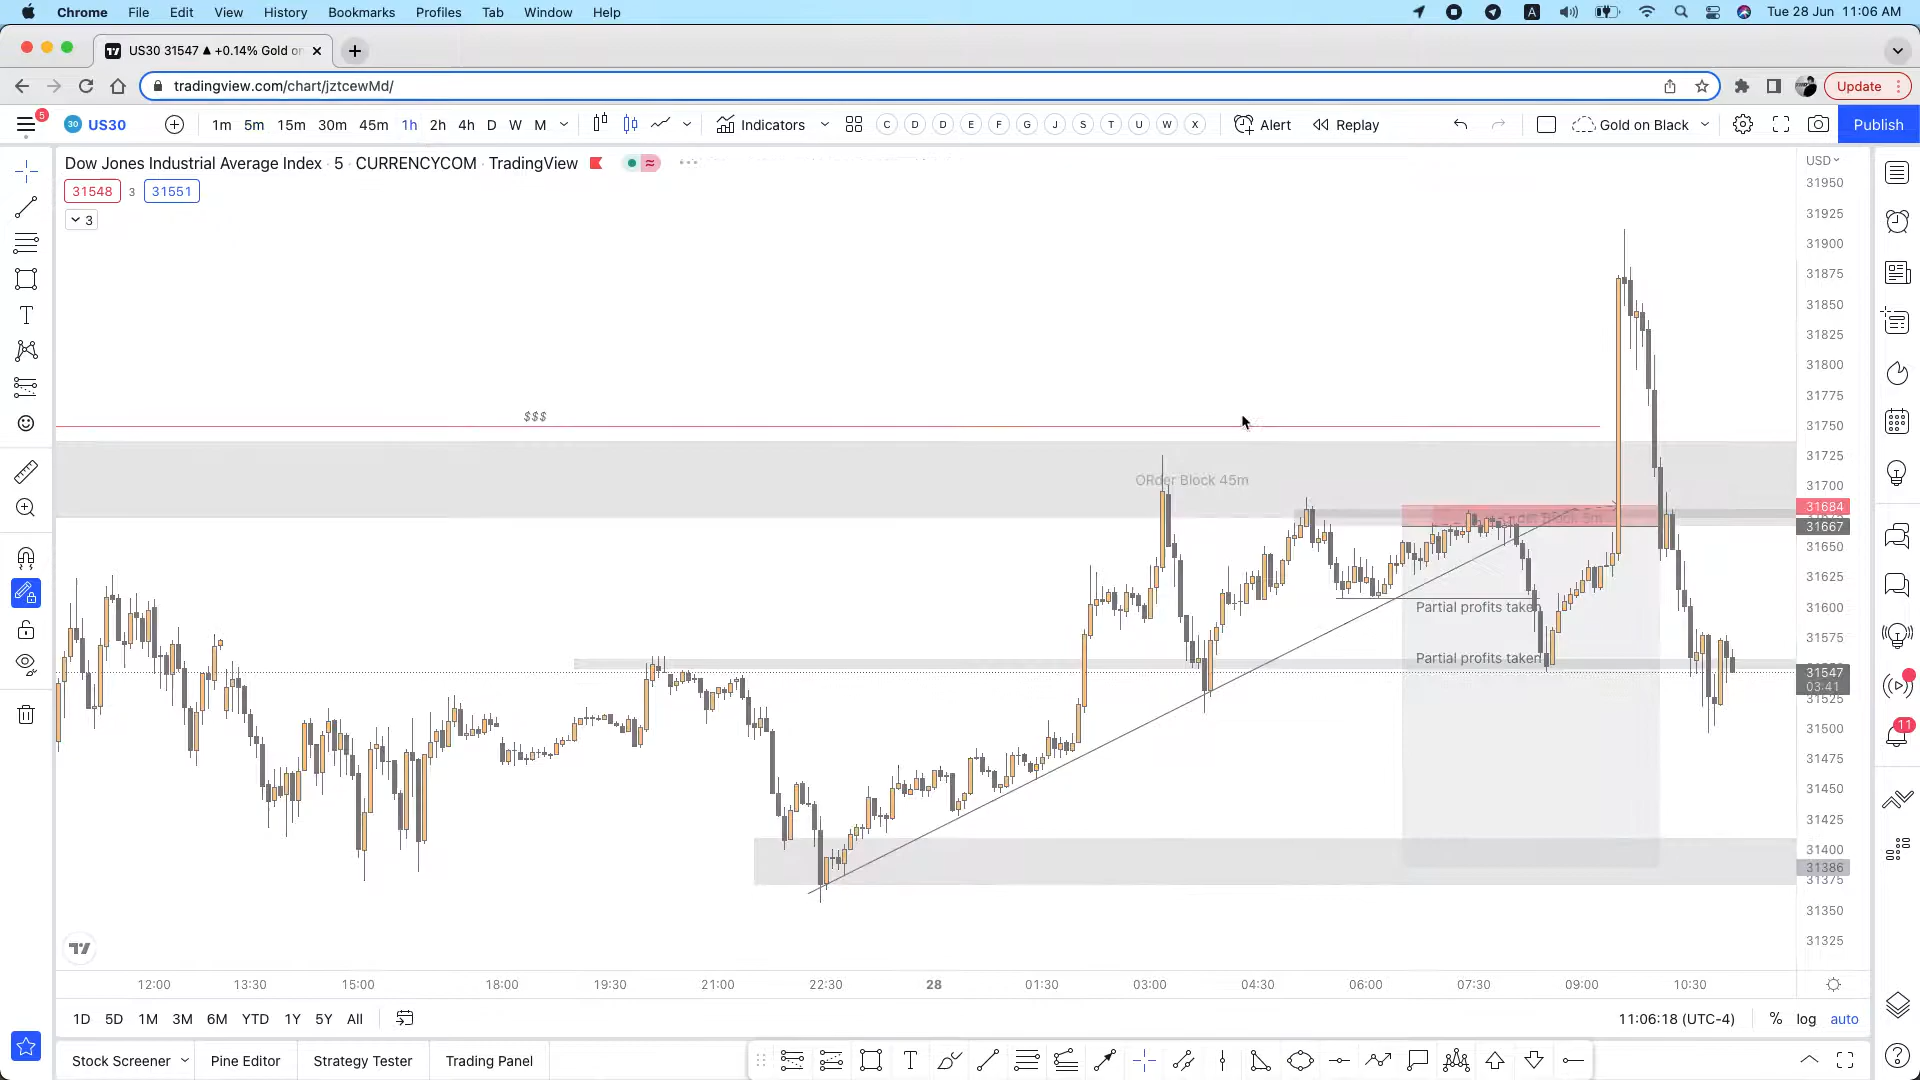 Chrome File Edit View History Bookmarks Profiles Tab Window Help A Tue 28 Jun 11:06 AM
US30 31547 ▲ +0.14% Gold on
tradingview.com/chart/jztcewMd/ Update
5 30 US30 1m 5m 15m 30m 45m 1h 2h 4h D W M Indicators C D D E F G J S T U W X Alert Replay Gold on Black Publish
Dow Jones Industrial Average Index · 5 · CURRENCYCOM · TradingView
USD
31548 3 31551
3
31950
31925
31900
31875
31850
31825
31800
31775
$$$
31750
31725
ORder Block 45m
31700
31684
Order Block 5m
31667
31650
31625
Partial profits taken
31600
31575
Partial profits taken
31547
03:41
31525
31500
31475
31450
31425
31400
31386
31375
31350
31325
11
12:00 13:30 15:00 18:00 19:30 21:00 22:30 28 01:30 03:00 04:30 06:00 07:30 09:00 10:30
1D 5D 1M 3M 6M YTD 1Y 5Y All 11:06:18 (UTC-4) % log auto
Stock Screener Pine Editor Strategy Tester Trading Panel